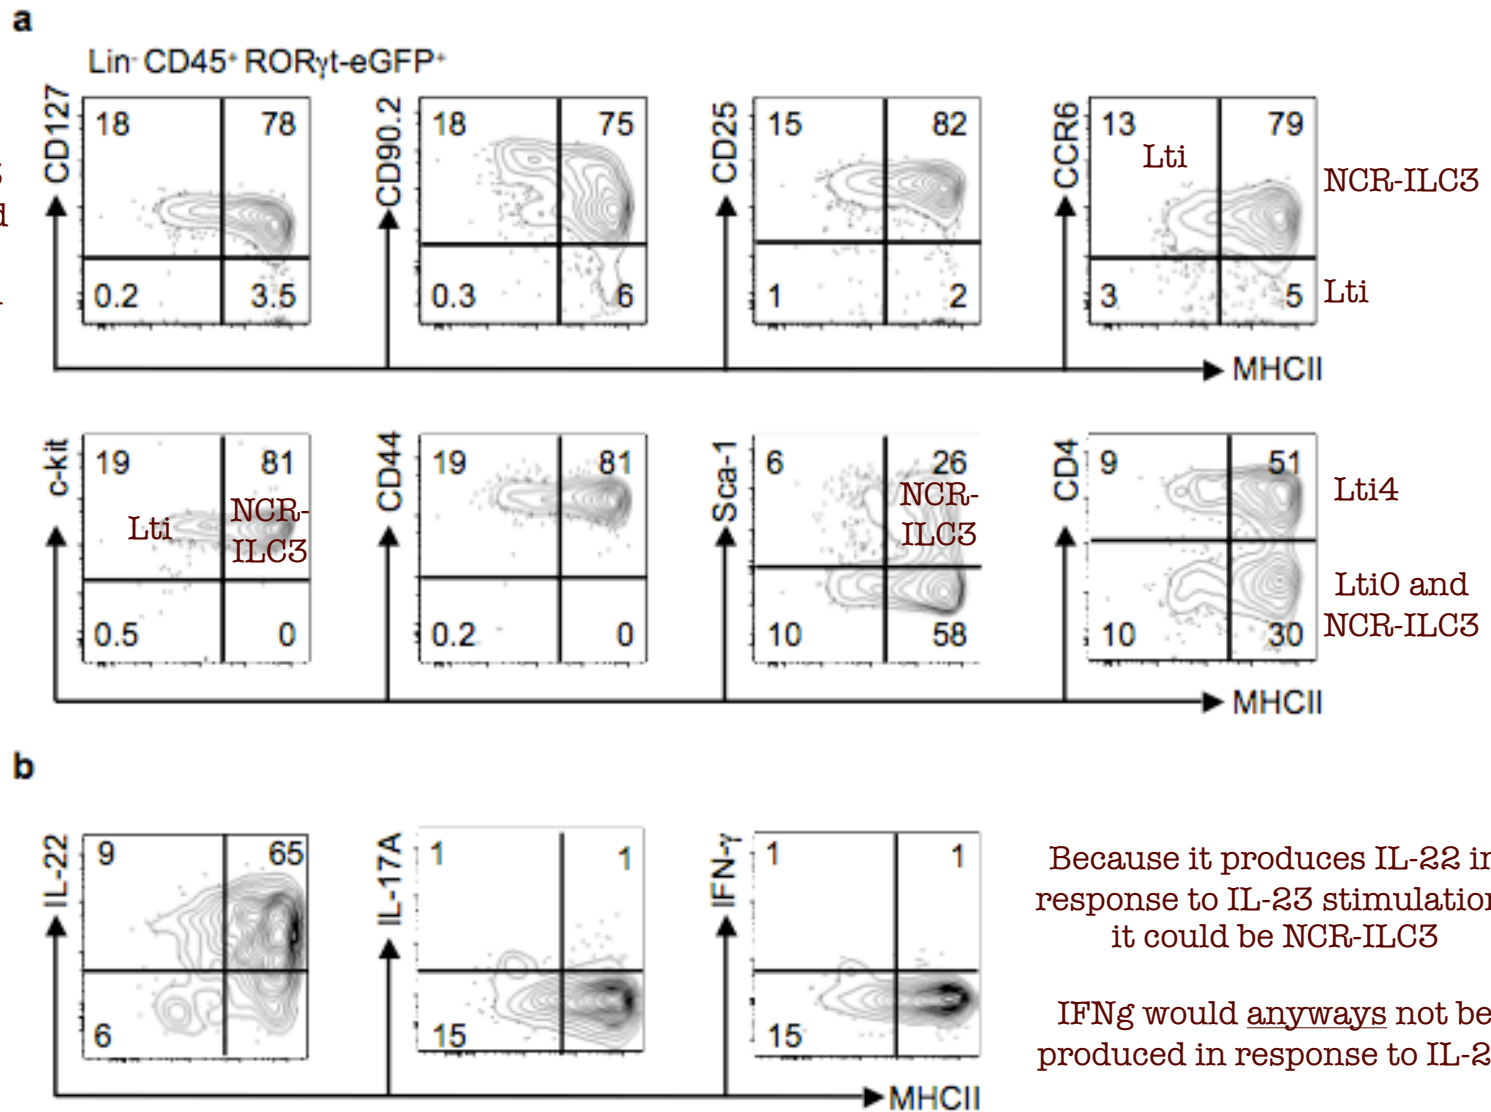 a
Lin- CD45+ RORγt-eGFP+
CD127
18
78
0.2
3.5
CD90.2
18
75
0.3
6
CD25
15
82
1
2
CCR6
13
79
Lti
NCR-ILC3
3
5
Lti
MHCII
c-kit
19
81
Lti
NCR-
ILC3
0.5
0
CD44
19
81
0.2
0
Sca-1
6
26
NCR-
ILC3
10
58
CD4
9
51
Lti4
Lti0 and
NCR-ILC3
10
30
MHCII
b
IL-22
9
65
6
IL-17A
1
1
15
IFN-γ
1
1
15
MHCII
Because it produces IL-22 in
response to IL-23 stimulation
it could be NCR-ILC3
IFNg would anyways not be
produced in response to IL-2